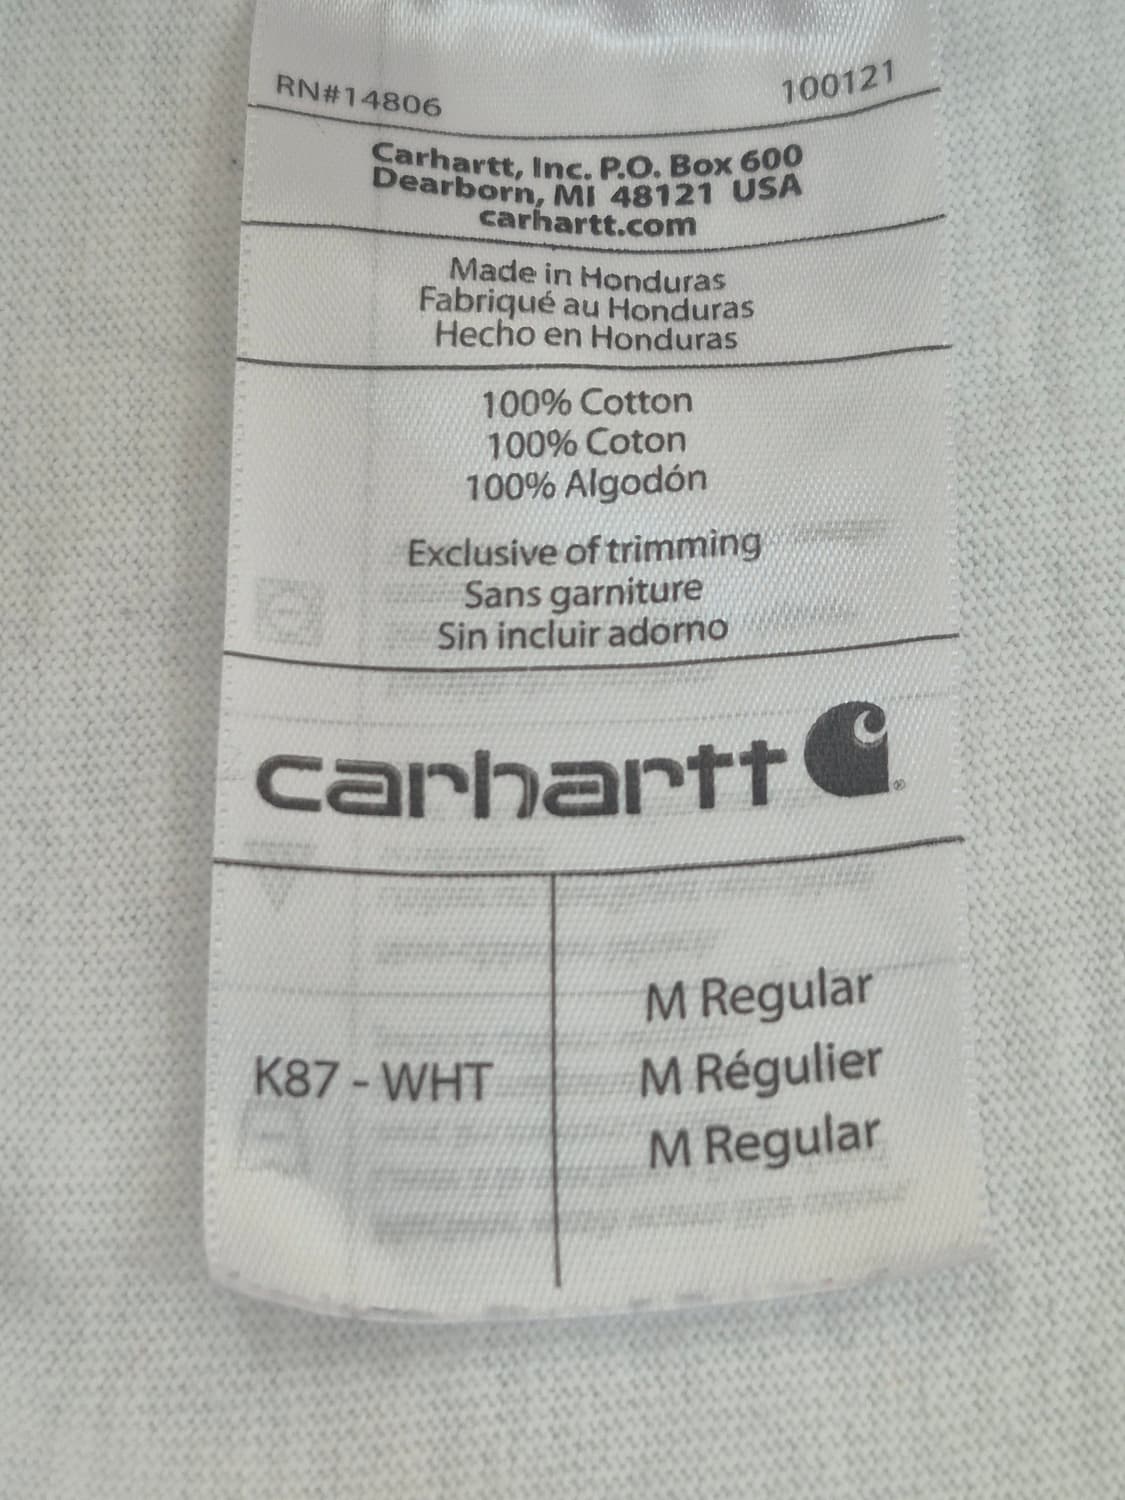 RN#14806 100121
Carhartt, Inc. P.O. Box 600
Dearborn, MI 48121 USA
carhartt.com
Made in Honduras
Fabriqué au Honduras
Hecho en Honduras
100% Cotton
100% Coton
100% Algodón
Exclusive of trimming
Sans garniture
Sin incluir adorno
carhartt ®
K87 - WHT
M Regular
M Régulier
M Regular